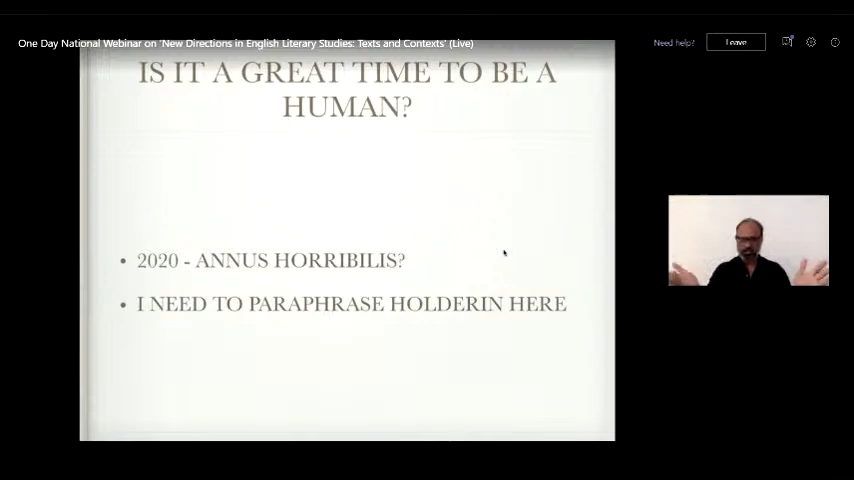 One Day National Webinar on 'New Directions in English Literary Studies: Texts and Contexts' (Live)
Need help?
Leave
IS IT A GREAT TIME TO BE A
HUMAN?
• 2020 - ANNUS HORRIBILIS?
• I NEED TO PARAPHRASE HOLDERIN HERE